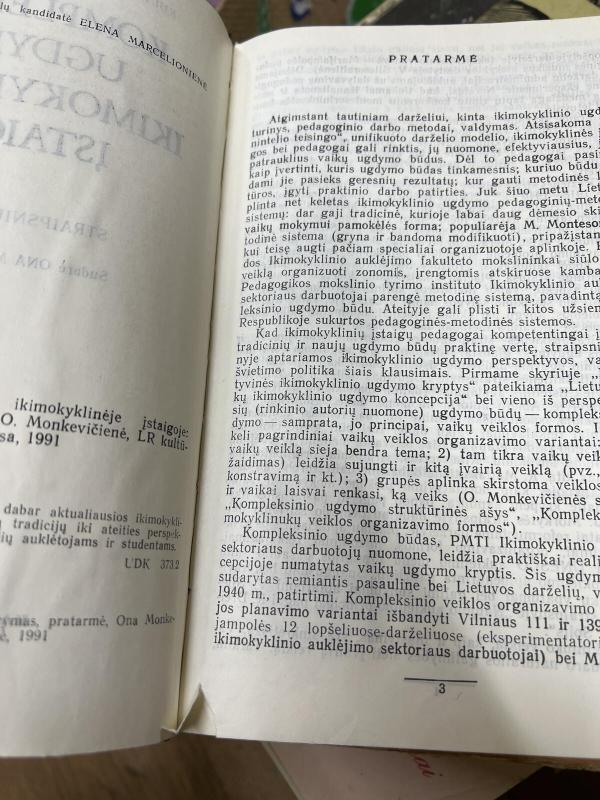 lų kandidatė ELENA MARCELIONIENĖ
ikimokyklinėje įstaigoje:
O. Monkevičienė, LR kultū-
sa, 1991
dabar aktualiausios ikimokykli-
tradicijų iki ateities perspek-
ių auklėtojams ir studentams.
UDK 373.2
ymas, pratarmė, Ona Monke-
ė, 1991
PRATARMĖ
Atgimstant tautiniam darželiui, kinta ikimokyklinio ugd
turinys, pedagoginio darbo metodai, valdymas. Atsisakoma
nintelio teisingo", unifikuoto darželio modelio, ikimokyklinės į
gos bei pedagogai gali rinktis, jų nuomone, efektyviausius, į
patrauklius vaikų ugdymo būdus. Dėl to pedagogai pasi
kaip įvertinti, kuris ugdymo būdas tinkamesnis; kuriuo būdu
dami jie pasieks geresnių rezultatų; kur gauti metodinės l
tūros, įgyti praktinio darbo patirties. Juk šiuo metu Liet
plinta net keletas ikimokyklinio ugdymo pedagoginių-meto
sistemų: dar gaji tradicinė, kurioje labai daug dėmesio ski
vaikų mokymui pamokėlės forma; populiarėja M. Montesor
todinė sistema (gryna ir bandoma modifikuoti), pripažįstan
kui teisę augti pačiam specialiai organizuotoje aplinkoje. K
dos Ikimokyklinio auklėjimo fakulteto mokslininkai siūlo
veiklą organizuoti zonomis, įrengtomis atskiruose kamba
Pedagogikos mokslinio tyrimo instituto Ikimokyklinio au
sektoriaus darbuotojai parengė metodinę sistemą, pavadintą
leksinio ugdymo būdu. Ateityje gali plisti ir kitos užsien
Respublikoje sukurtos pedagoginės-metodinės sistemos.
Kad ikimokyklinių įstaigų pedagogai kompetentingai į
tradicinių ir naujų ugdymo būdų praktinę vertę, straipsni
nyje aptariamos ikimokyklinio ugdymo perspektyvos, va
švietimo politika šiais klausimais. Pirmame skyriuje „
tyvinės ikimokyklinio ugdymo kryptys" pateikiama „Lietu
kų ikimokyklinio ugdymo koncepcija" bei vieno iš perspe
sių (rinkinio autorių nuomone) ugdymo būdų — kompleks
dymo — samprata, jo principai, vaikų veiklos formos. I
keli pagrindiniai vaikų veiklos organizavimo variantai:
vaikų veiklą sieja bendra tema; 2) tam tikra vaikų veikl
žaidimas) leidžia sujungti ir kitą įvairią veiklą (pvz.,
konstravimą ir kt.); 3) grupės aplinka skirstoma veiklos
ir vaikai laisvai renkasi, ką veiks (O. Monkevičienės s
„Kompleksinio ugdymo struktūrinės ašys", „Komplek
mokyklinukų veiklos organizavimo formos").
Kompleksinio ugdymo būdas, PMTI Ikimokyklinio
sektoriaus darbuotojų nuomone, leidžia praktiškai reali
cepcijoje numatytas vaikų ugdymo kryptis. Šis ugdym
sudarytas remiantis pasauline bei Lietuvos darželių, v
1940 m., patirtimi. Kompleksinio veiklos organizavimo
jos planavimo variantai išbandyti Vilniaus 111 ir 139
jampolės 12 lopšeliuose-darželiuose (eksperimentatori
ikimokyklinio auklėjimo sektoriaus darbuotojai) bei M
3